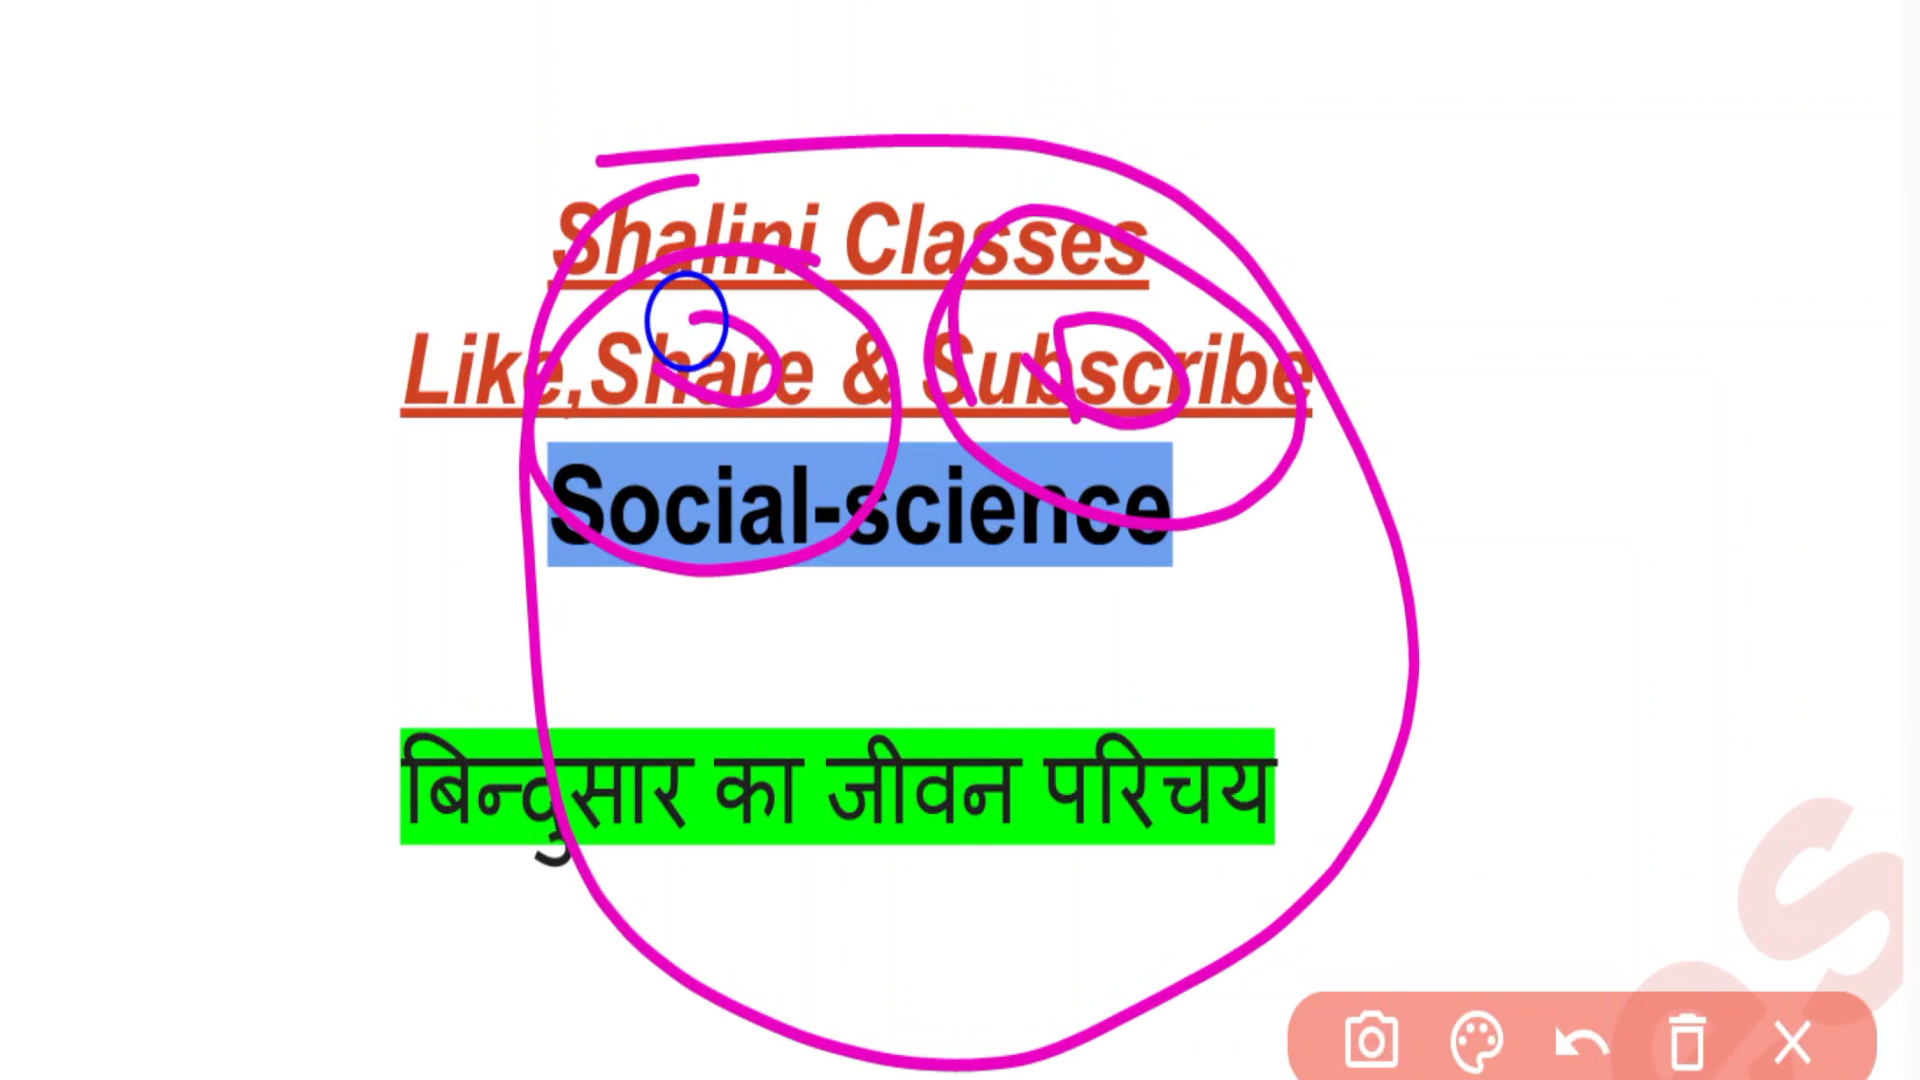 Shalini Classes
Like,Share & Subscribe
Social-science
बिन्दुसार का जीवन परिचय